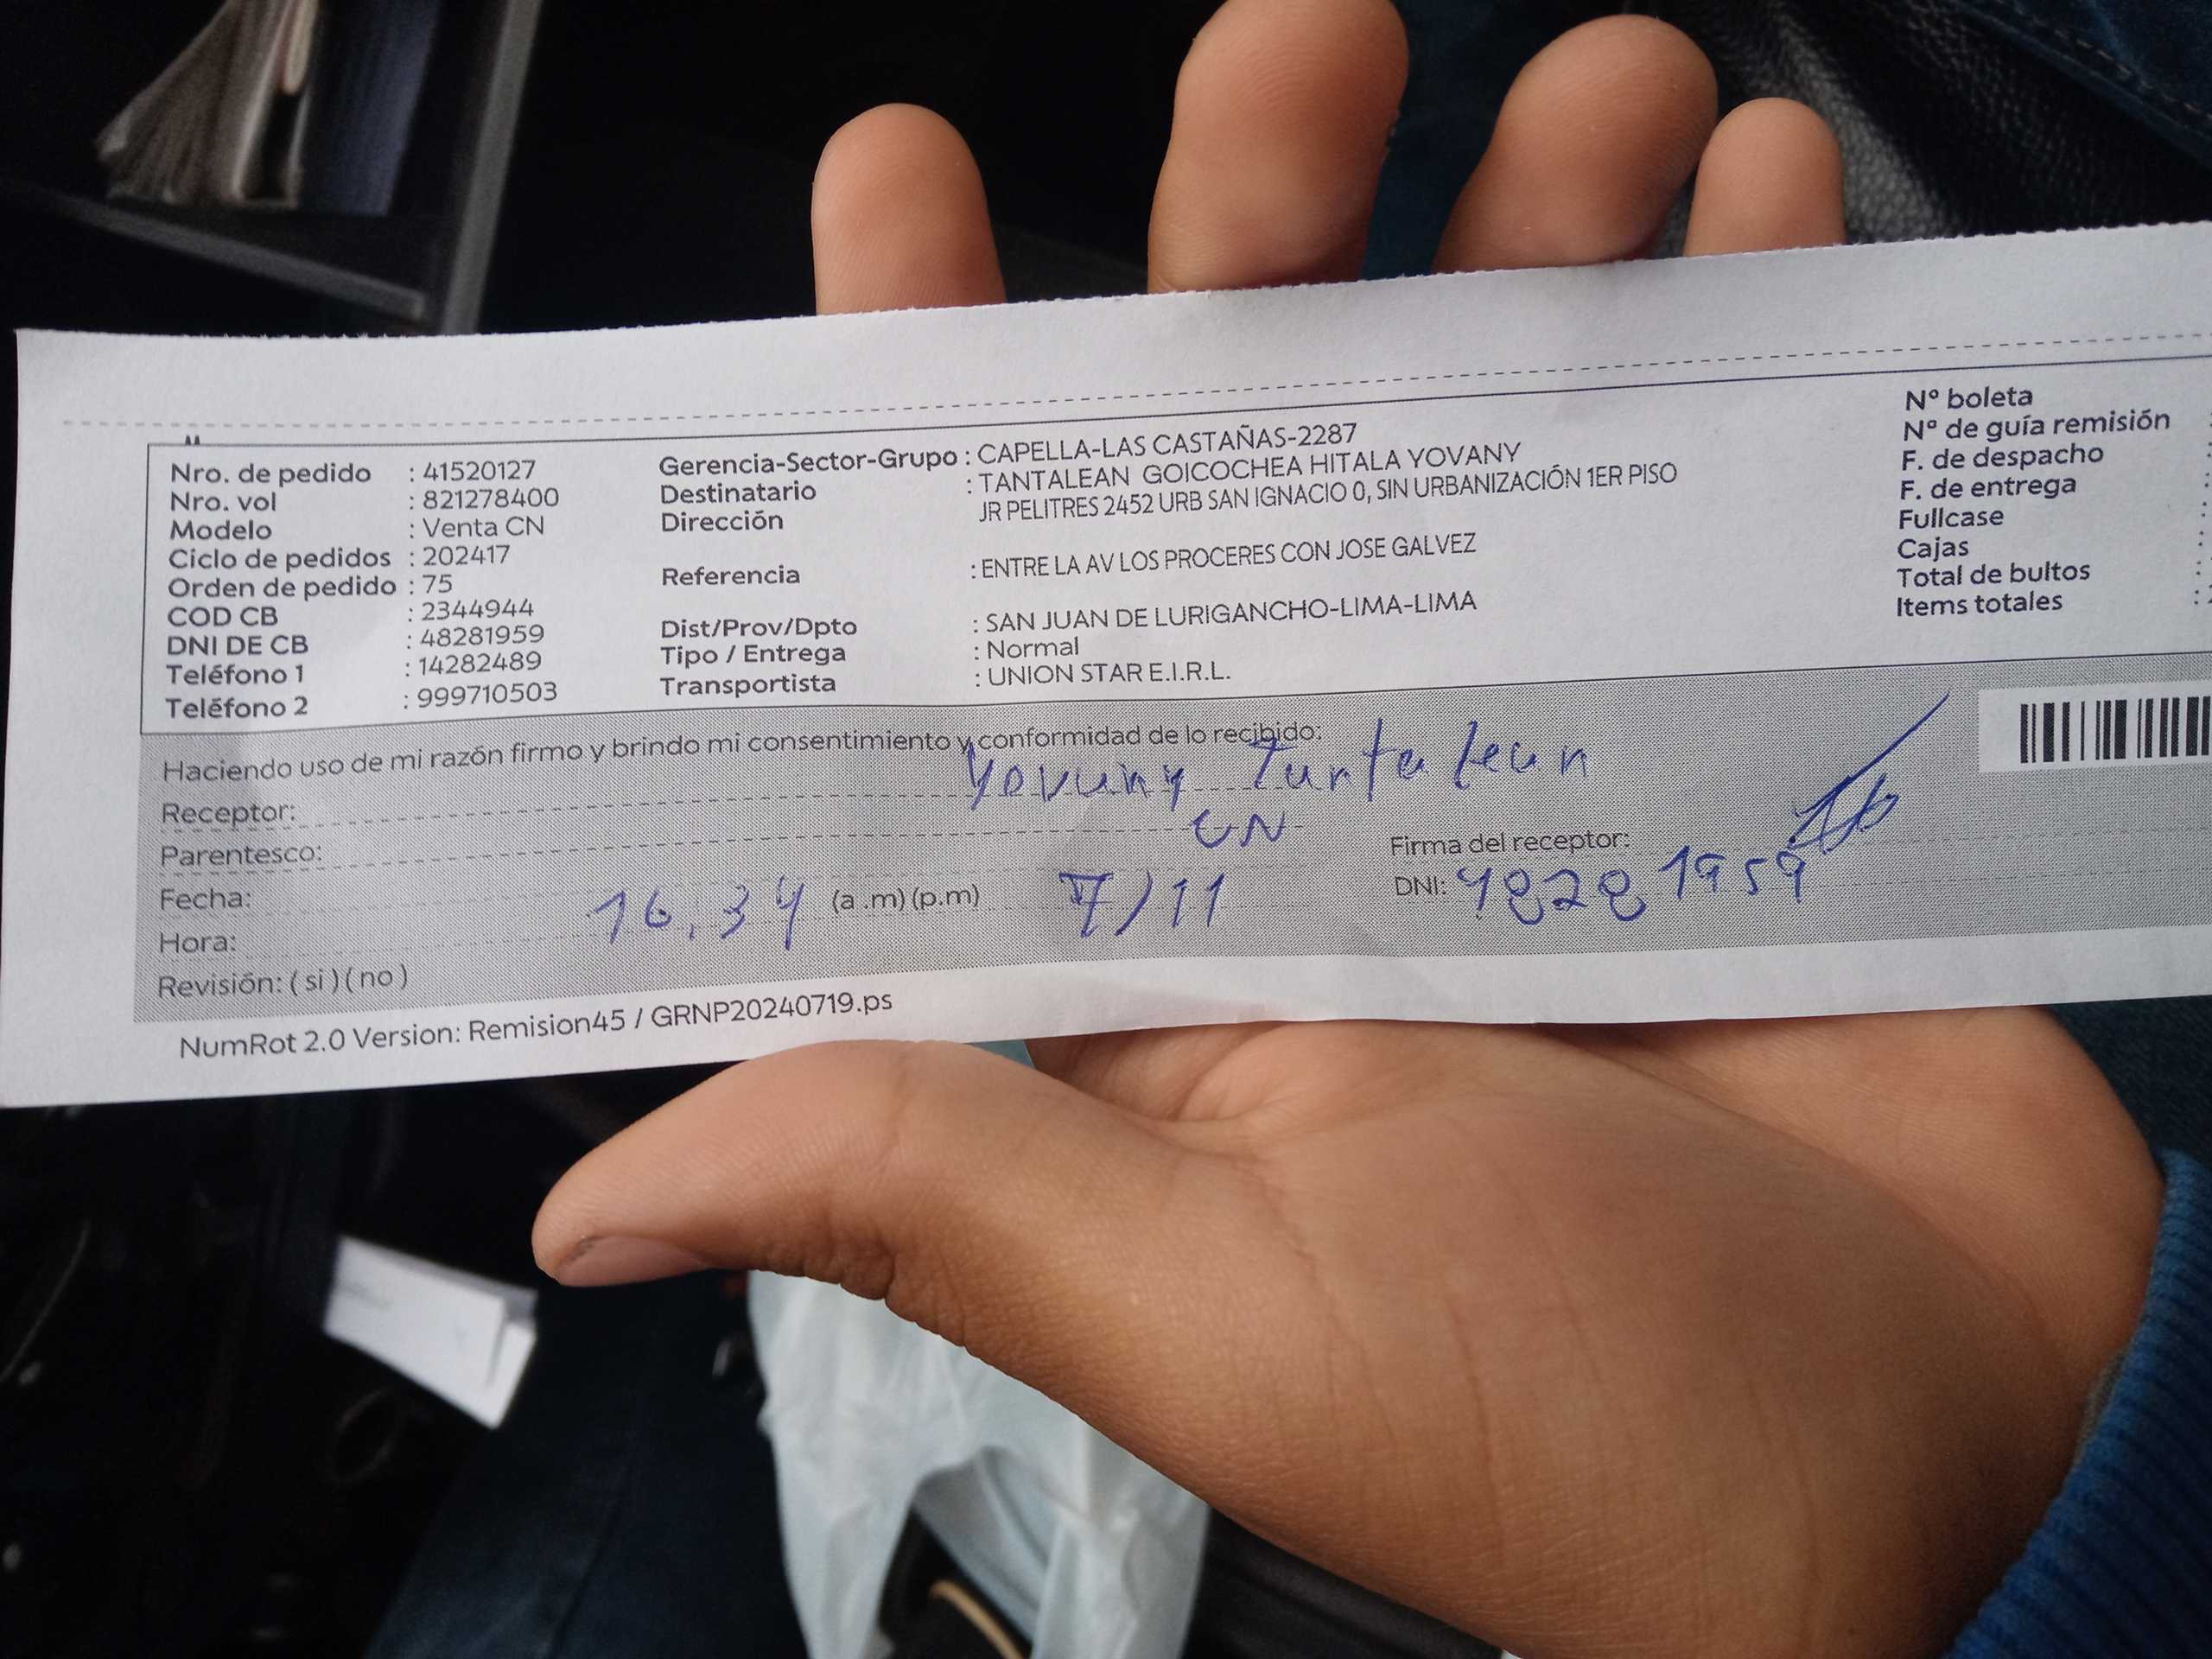 Nro. de pedido : 41520127
Nro. vol : 821278400
Modelo : Venta CN
Ciclo de pedidos : 202417
Orden de pedido : 75
COD CB : 2344944
DNI DE CB : 48281959
Teléfono 1 : 14282489
Teléfono 2 : 999710503
Gerencia-Sector-Grupo : CAPELLA-LAS CASTAÑAS-2287
Destinatario : TANTALEAN GOICOCHEA HITALA YOVANY
Dirección JR PELITRES 2452 URB SAN IGNACIO 0, SIN URBANIZACIÓN 1ER PISO
Referencia : ENTRE LA AV LOS PROCERES CON JOSE GALVEZ
Dist/Prov/Dpto : SAN JUAN DE LURIGANCHO-LIMA-LIMA
Tipo / Entrega : Normal
Transportista : UNION STAR E.I.R.L.
N° boleta
N° de guía remisión :
F. de despacho :
F. de entrega :
Fullcase :
Cajas :
Total de bultos :
Items totales :
Haciendo uso de mi razón firmo y brindo mi consentimiento y conformidad de lo recibido:
Receptor: Yovany Tantalean
Parentesco: CN
Firma del receptor:
Fecha:
Hora: 16.34 (a .m) (p.m) 7/11
DNI: 48281959
Revisión: ( si ) ( no )
NumRot 2.0 Version: Remision45 / GRNP20240719.ps